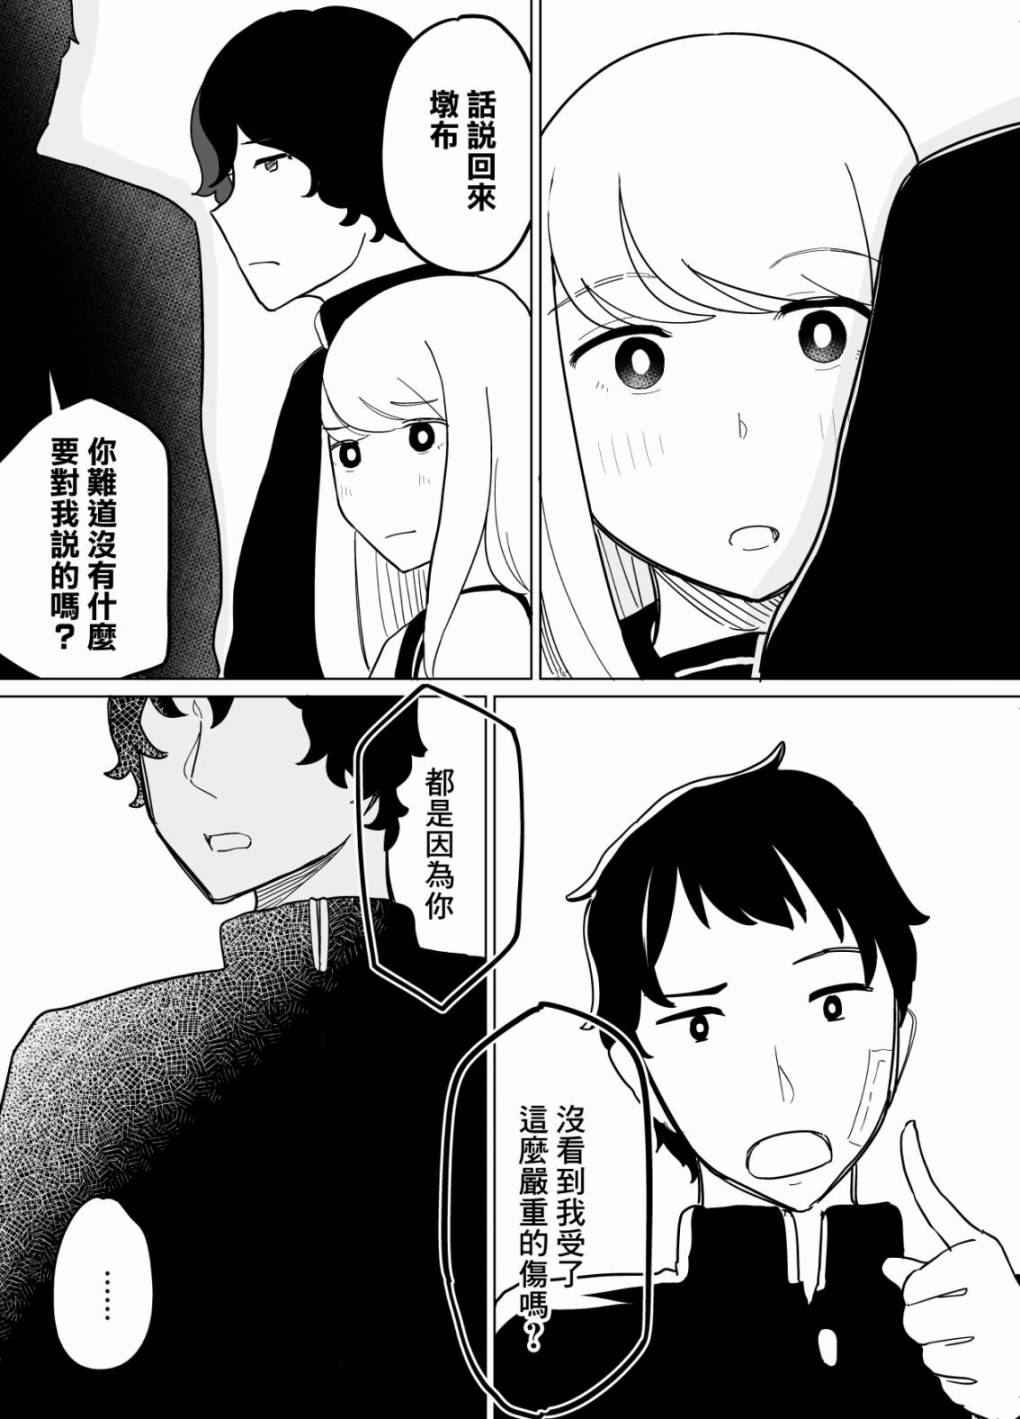 話說回來
墩布
你難道沒有什麼
要對我說的嗎？
沒看到我受了
這麼嚴重的傷嗎？
都是因為你
……